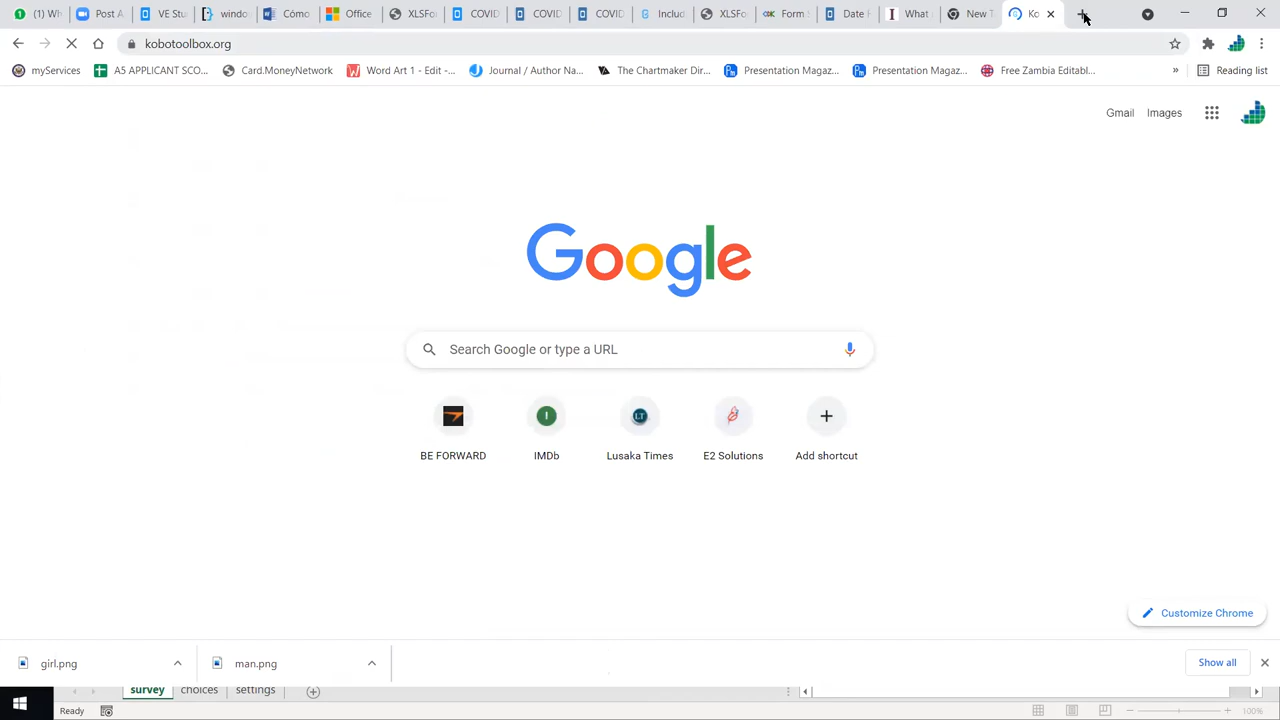 (1) Wh Post A VE Stu windo Cómo Office XLSFo COVID COVID COVID Includ XLSFo Form S Date F What New T Ko
kobotoolbox.org
myServices A5 APPLICANT SCO... Card.MoneyNetwork Word Art 1 - Edit -... Journal / Author Na... The Chartmaker Dir... Presentation Magaz... Presentation Magaz... Free Zambia Editabl... » Reading list
Gmail Images
Google
Search Google or type a URL
BE FORWARD IMDb Lusaka Times E2 Solutions Add shortcut
Customize Chrome
girl.png man.png Show all
survey choices settings
Ready 100%